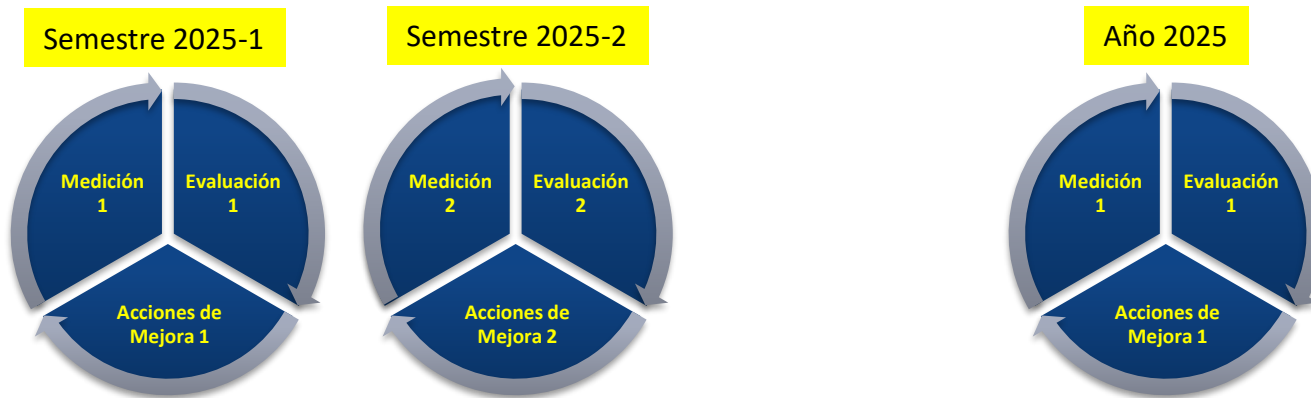 Semestre 2025-1
Semestre 2025-2
Año 2025
Medición
1
Evaluación
1
Acciones de
Mejora 1
Medición
2
Evaluación
2
Acciones de
Mejora 2
Medición
1
Evaluación
1
Acciones de
Mejora 1